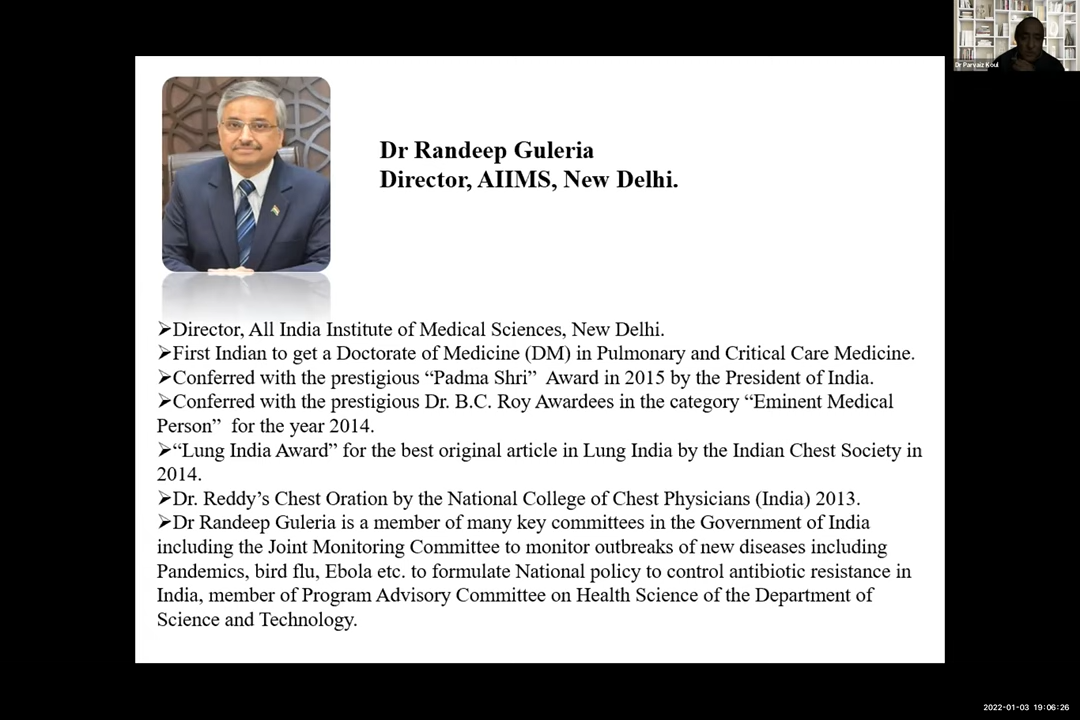 Dr Parvaiz Koul
Dr Randeep Guleria
Director, AIIMS, New Delhi.
➢Director, All India Institute of Medical Sciences, New Delhi.
➢First Indian to get a Doctorate of Medicine (DM) in Pulmonary and Critical Care Medicine.
➢Conferred with the prestigious “Padma Shri”  Award in 2015 by the President of India.
➢Conferred with the prestigious Dr. B.C. Roy Awardees in the category “Eminent Medical
Person”  for the year 2014.
➢“Lung India Award” for the best original article in Lung India by the Indian Chest Society in
2014.
➢Dr. Reddy’s Chest Oration by the National College of Chest Physicians (India) 2013.
➢Dr Randeep Guleria is a member of many key committees in the Government of India
including the Joint Monitoring Committee to monitor outbreaks of new diseases including
Pandemics, bird flu, Ebola etc. to formulate National policy to control antibiotic resistance in
India, member of Program Advisory Committee on Health Science of the Department of
Science and Technology.
2022-01-03 19:06:26